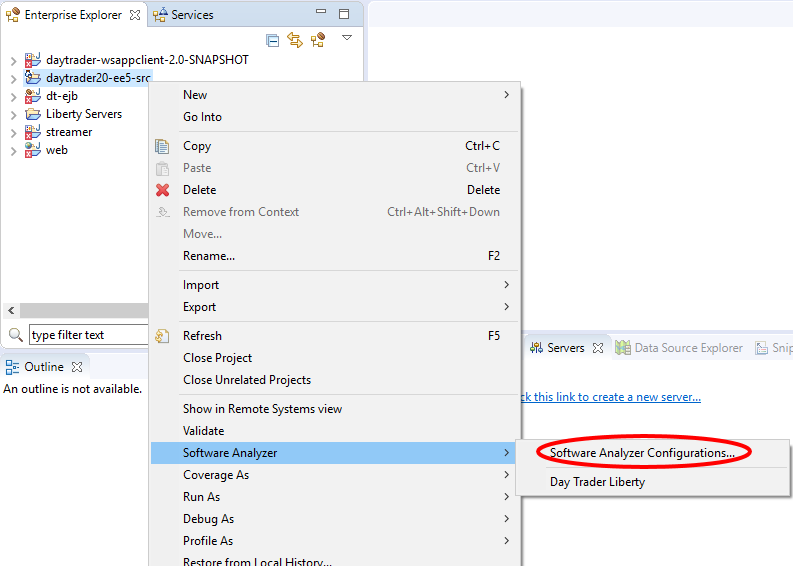 Enterprise Explorer
Services
daytrader-wsappclient-2.0-SNAPSHOT
daytrader20-ee5-src
dt-ejb
Liberty Servers
streamer
web
type filter text
Outline
An outline is not available.
New
Go Into
Copy Ctrl+C
Paste Ctrl+V
Delete Delete
Remove from Context Ctrl+Alt+Shift+Down
Move...
Rename... F2
Import
Export
Refresh F5
Close Project
Close Unrelated Projects
Show in Remote Systems view
Validate
Software Analyzer
Coverage As
Run As
Debug As
Profile As
Restore from Local History...
Servers
Data Source Explorer
Snip
ck this link to create a new server...
Software Analyzer Configurations...
Day Trader Liberty